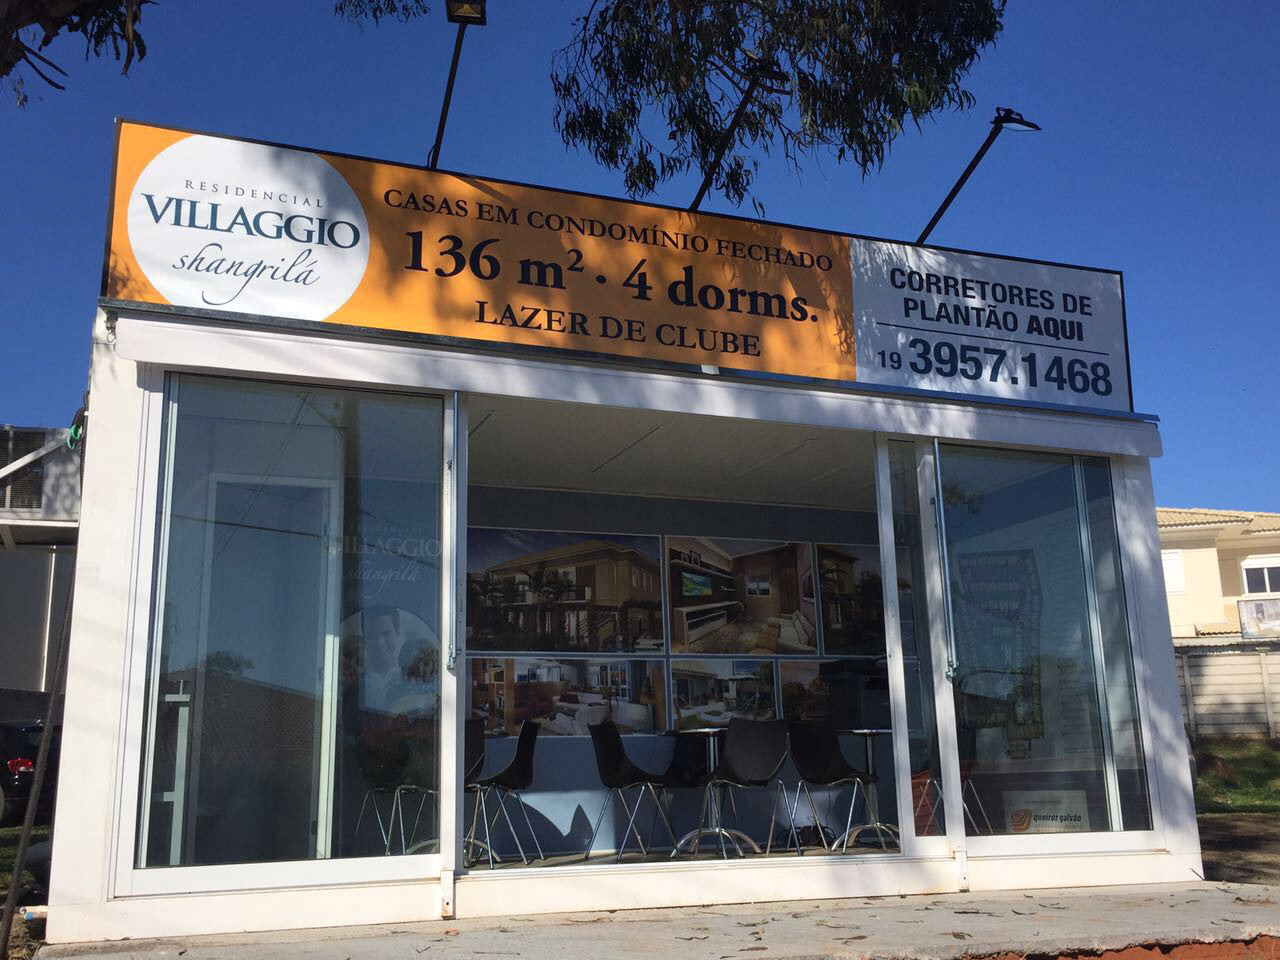 RESIDENCIAL
VILLAGGIO
shangrilá
CASAS EM CONDOMÍNIO FECHADO
136 m² . 4 dorms.
LAZER DE CLUBE
CORRETORES DE
PLANTÃO AQUI
19 3957.1468
VILLAGGIO
shangrilá
queiroz galvão